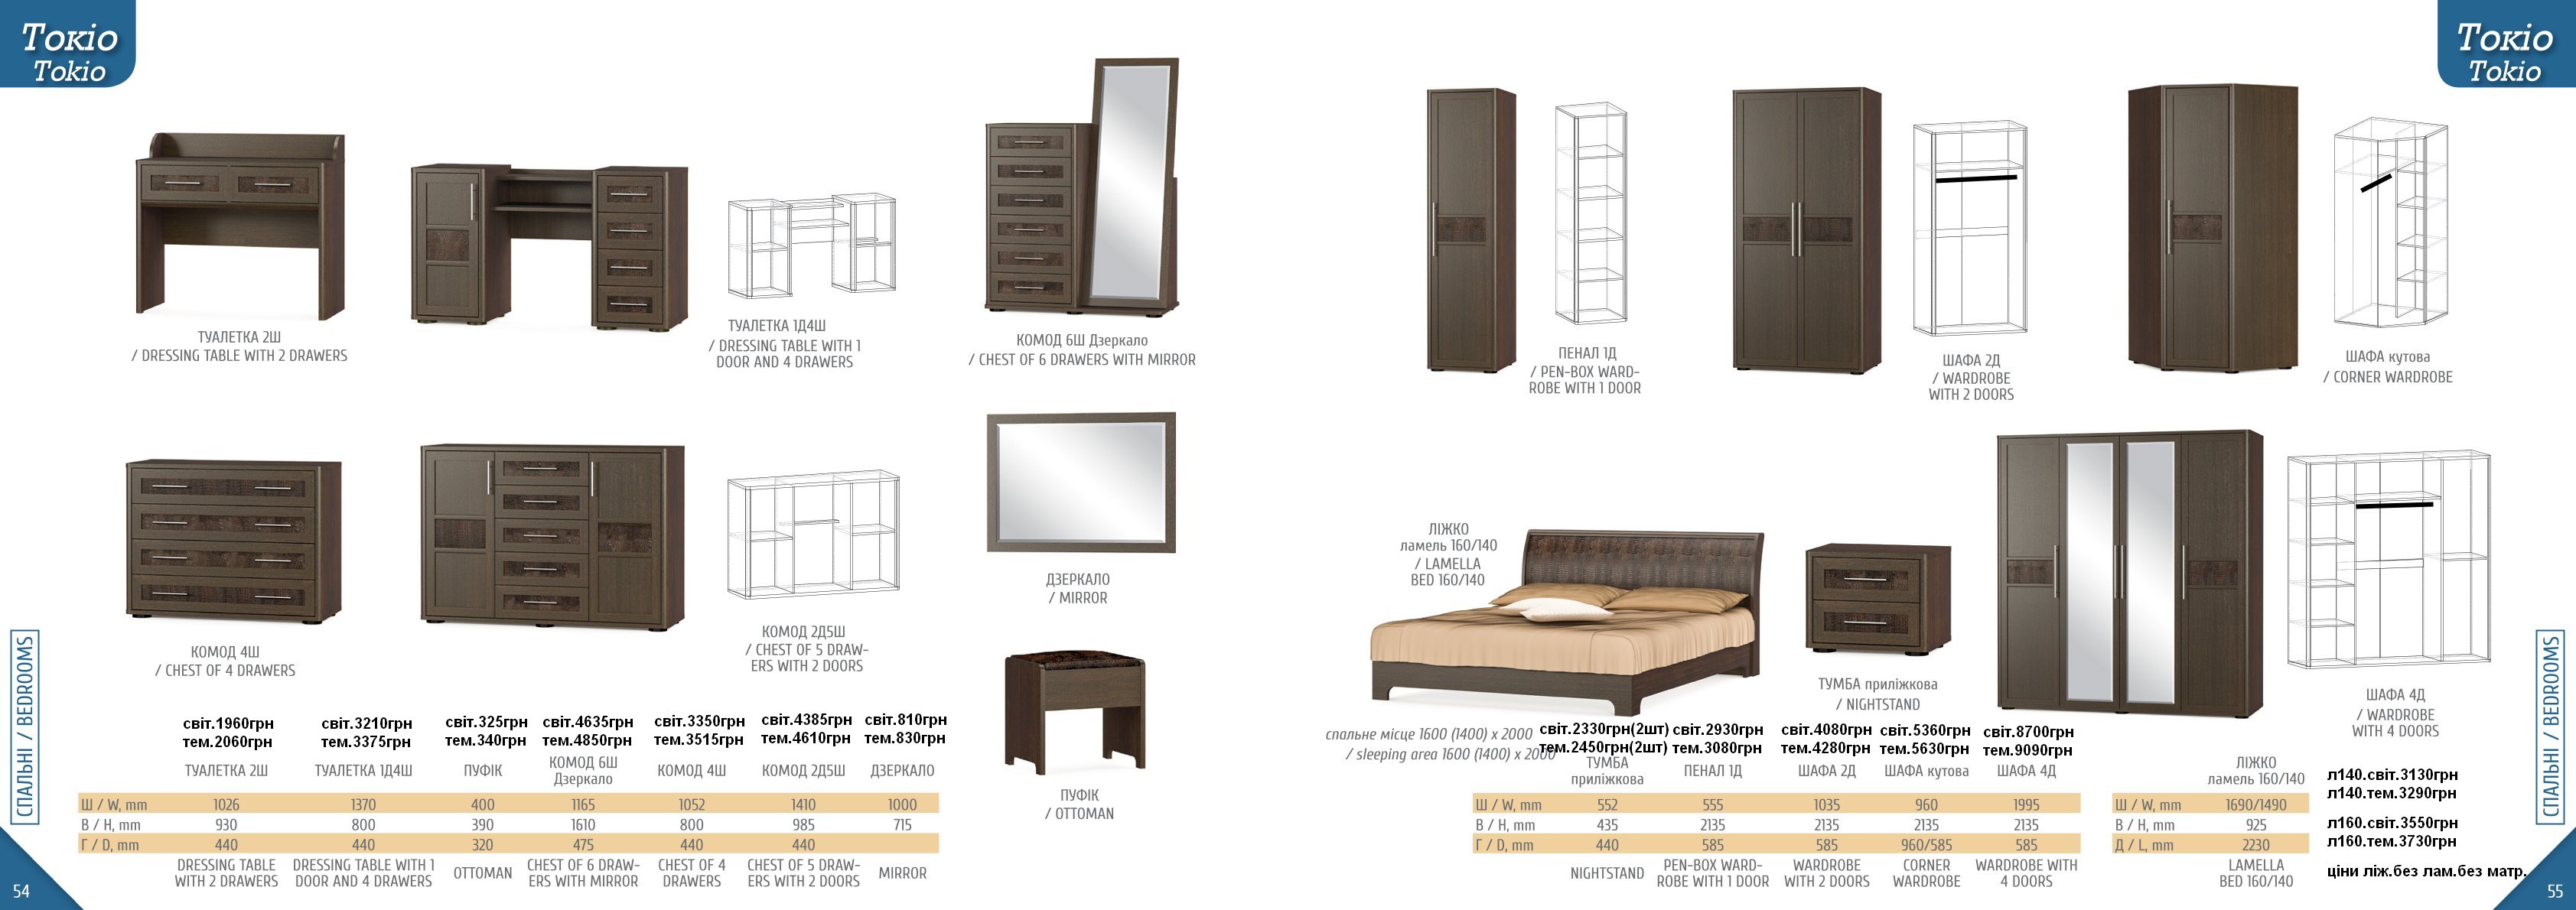 Токіо
Tokio
Токіо
Tokio
ТУАЛЕТКА 2Ш
/ DRESSING TABLE WITH 2 DRAWERS
ТУАЛЕТКА 1Д4Ш
/ DRESSING TABLE WITH 1
DOOR AND 4 DRAWERS
КОМОД 6Ш Дзеркало
/ CHEST OF 6 DRAWERS WITH MIRROR
ПЕНАЛ 1Д
/ PEN-BOX WARD-
ROBE WITH 1 DOOR
ШАФА 2Д
/ WARDROBE
WITH 2 DOORS
ШАФА кутова
/ CORNER WARDROBE
КОМОД 4Ш
/ CHEST OF 4 DRAWERS
КОМОД 2Д5Ш
/ CHEST OF 5 DRAW-
ERS WITH 2 DOORS
ДЗЕРКАЛО
/ MIRROR
ПУФІК
/ OTTOMAN
ЛІЖКО
ламель 160/140
/ LAMELLA
BED 160/140
ТУМБА приліжкова
/ NIGHTSTAND
ШАФА 4Д
/ WARDROBE
WITH 4 DOORS
спальне місце 1600 (1400) x 2000
/ sleeping area 1600 (1400) x 2000
СПАЛЬНІ / BEDROOMS
світ.1960грн світ.3210грн світ.325грн світ.4635грн світ.3350грн світ.4385грн світ.810грн
тем.2060грн тем.3375грн тем.340грн тем.4850грн тем.3515грн тем.4610грн тем.830грн
ТУАЛЕТКА 2Ш ТУАЛЕТКА 1Д4Ш ПУФІК КОМОД 6Ш Дзеркало КОМОД 4Ш КОМОД 2Д5Ш ДЗЕРКАЛО
Ш / W, mm 1026 1370 400 1165 1052 1410 1000
В / H, mm 930 800 390 1610 800 985 715
Г / D, mm 440 440 320 475 440 440
DRESSING TABLE WITH 2 DRAWERS DRESSING TABLE WITH 1 DOOR AND 4 DRAWERS OTTOMAN CHEST OF 6 DRAW-ERS WITH MIRROR CHEST OF 4 DRAWERS CHEST OF 5 DRAW-ERS WITH 2 DOORS MIRROR
54
світ.2330грн(2шт) світ.2930грн світ.4080грн світ.5360грн світ.8700грн
тем.2450грн(2шт) тем.3080грн тем.4280грн тем.5630грн тем.9090грн
ТУМБА приліжкова ПЕНАЛ 1Д ШАФА 2Д ШАФА кутова ШАФА 4Д
Ш / W, mm 552 555 1035 960 1995
В / H, mm 435 2135 2135 2135 2135
Г / D, mm 440 585 585 960/585 585
NIGHTSTAND PEN-BOX WARD-ROBE WITH 1 DOOR WARDROBE WITH 2 DOORS CORNER WARDROBE WARDROBE WITH 4 DOORS
ЛІЖКО
ламель 160/140
Ш / W, mm 1690/1490
В / H, mm 925
Д / L, mm 2230
LAMELLA
BED 160/140
л140.світ.3130грн
л140.тем.3290грн
л160.світ.3550грн
л160.тем.3730грн
ціни ліж.без лам.без матр.
СПАЛЬНІ / BEDROOMS
55